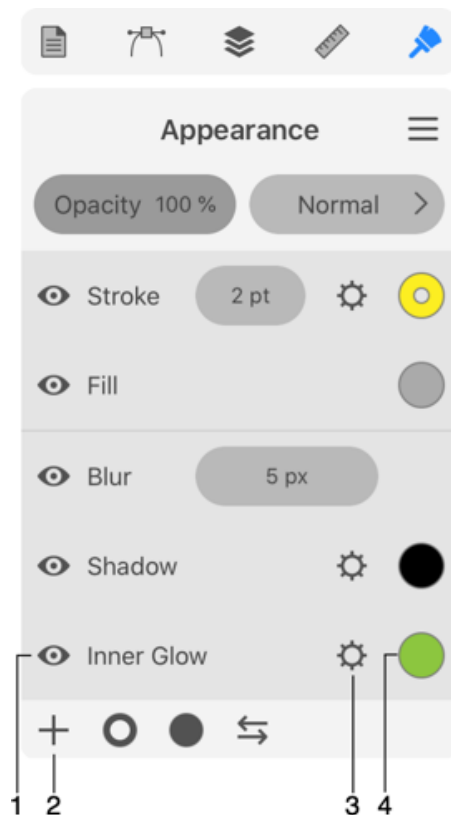 Appearance
Opacity 100 % Normal
Stroke 2 pt
Fill
Blur 5 px
Shadow
Inner Glow
1 2 3 4